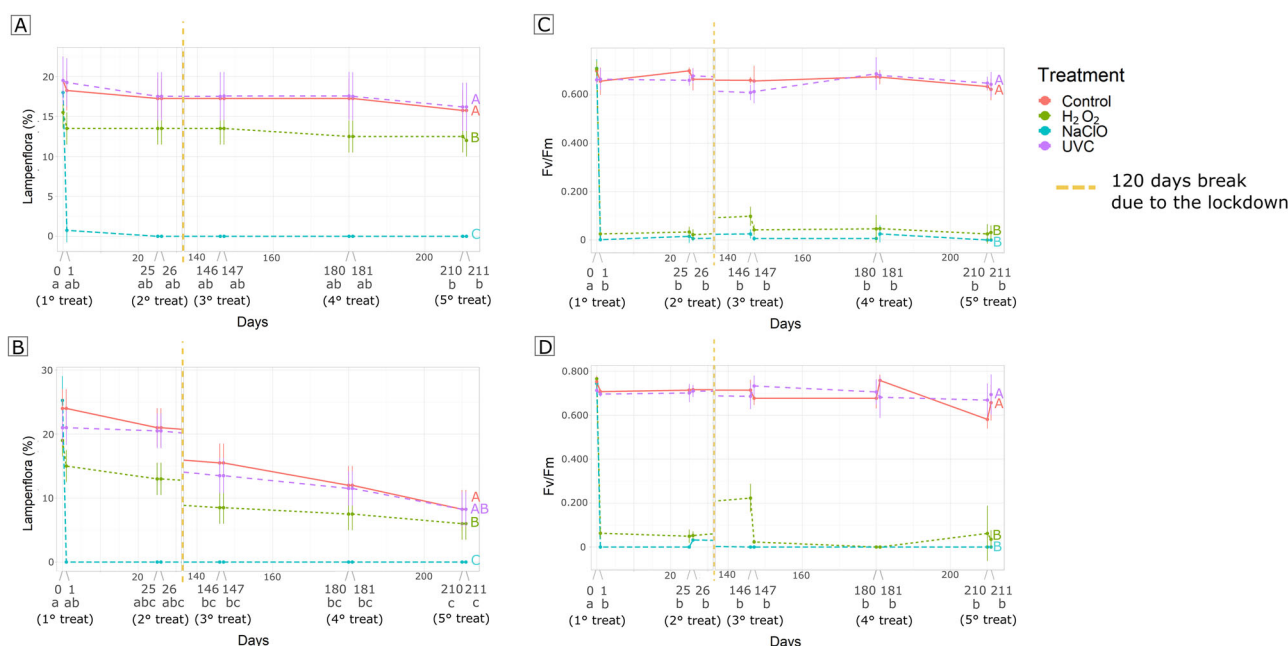 A
Lampenflora (%)
20
15
10
5
0
A
A
B
C
20 140 160 200
0 1 25 26 146 147 180 181 210 211
a ab ab ab ab ab ab ab b b
(1° treat) (2° treat) (3° treat) (4° treat) (5° treat)
Days
C
Fv/Fm
0.600
0.400
0.200
0
A
A
B
B
20 140 160 200
0 1 25 26 146 147 180 181 210 211
a b b b b b b b b b
(1° treat) (2° treat) (3° treat) (4° treat) (5° treat)
Days
Treatment
Control
H2O2
NaClO
UVC
120 days break
due to the lockdown
B
Lampenflora (%)
30
20
10
0
A
AB
B
C
20 140 160 200
0 1 25 26 146 147 180 181 210 211
a ab abc abc bc bc bc bc c c
(1° treat) (2° treat) (3° treat) (4° treat) (5° treat)
Days
D
Fv/Fm
0.800
0.600
0.400
0.200
0
A
A
B
B
20 140 160 200
0 1 25 26 146 147 180 181 210 211
a b b b b b b b b b
(1° treat) (2° treat) (3° treat) (4° treat) (5° treat)
Days